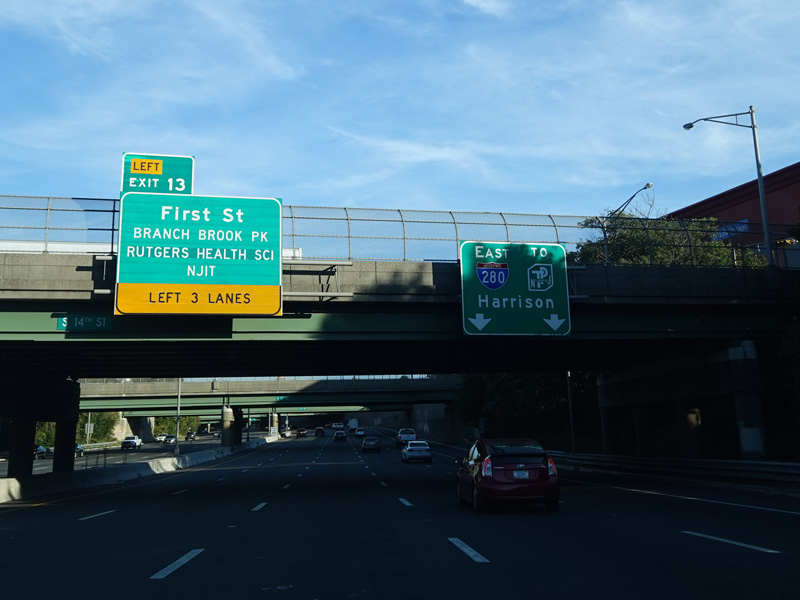 LEFT
EXIT 13
First St
BRANCH BROOK PK
RUTGERS HEALTH SCI
NJIT
LEFT 3 LANES
EAST TO
280
Harrison
S 14TH ST